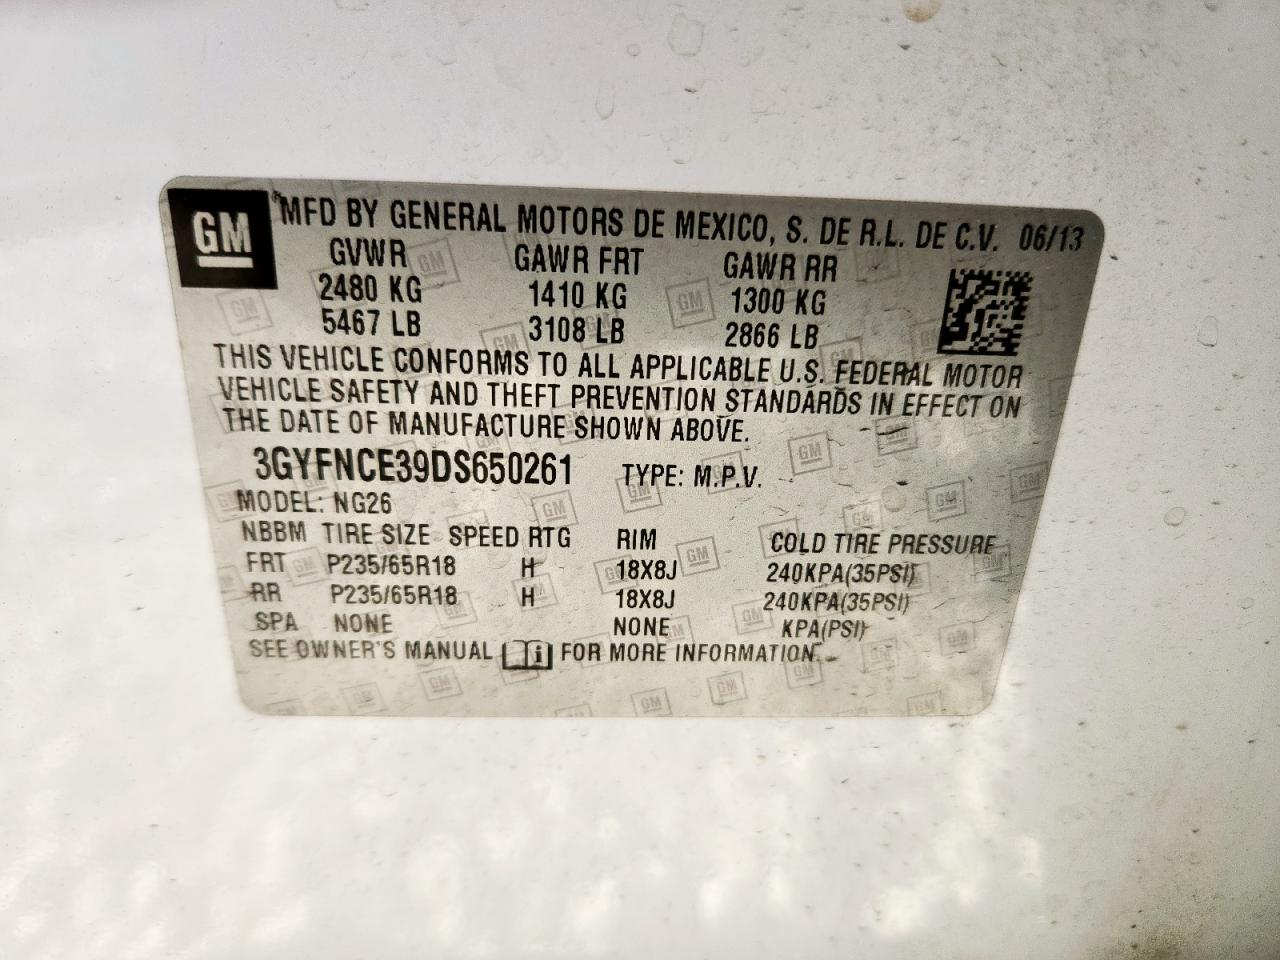 GM
MFD BY GENERAL MOTORS DE MEXICO, S. DE R.L. DE C.V. 06/13
GVWR GAWR FRT GAWR RR
2480 KG 1410 KG 1300 KG
5467 LB 3108 LB 2866 LB
THIS VEHICLE CONFORMS TO ALL APPLICABLE U.S. FEDERAL MOTOR
VEHICLE SAFETY AND THEFT PREVENTION STANDARDS IN EFFECT ON
THE DATE OF MANUFACTURE SHOWN ABOVE.
3GYFNCE39DS650261 TYPE: M.P.V.
MODEL: NG26
NBBM TIRE SIZE SPEED RTG RIM COLD TIRE PRESSURE
FRT P235/65R18 H 18X8J 240KPA(35PSI)
RR P235/65R18 H 18X8J 240KPA(35PSI)
SPA NONE NONE KPA(PSI)
SEE OWNER'S MANUAL i FOR MORE INFORMATION.